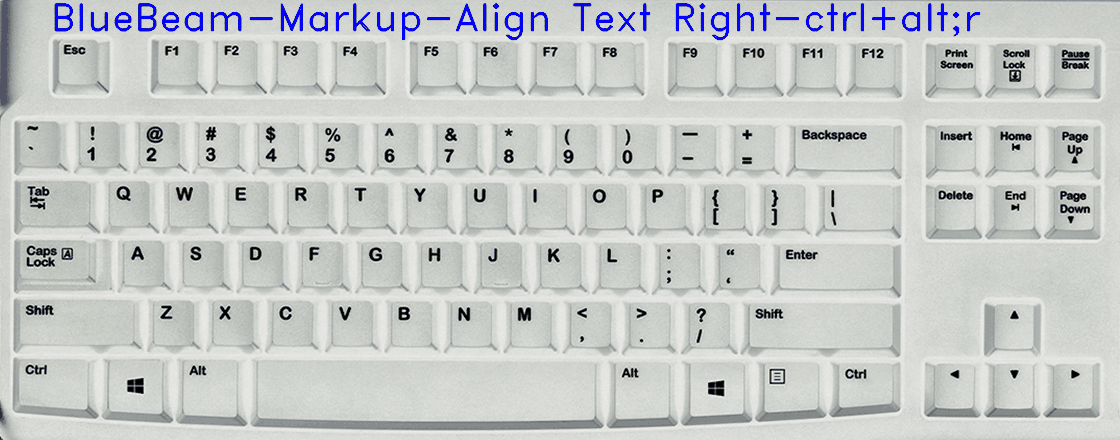 BlueBeam-Markup-Align Text Right-ctrl+alt;r
Esc F1 F2 F3 F4 F5 F6 F7 F8 F9 F10 F11 F12 Print Screen Scroll Lock Pause Break
~ ! @ # $ % ^ & * ( ) — + Backspace Insert Home Page Up
` 1 2 3 4 5 6 7 8 9 0 - =
Tab Q W E R T Y U I O P { } | Delete End Page Down
[ ] \
Caps Lock A A S D F G H J K L : “ Enter
; ‘
Shift Z X C V B N M < > ? Shift
, . /
Ctrl Alt Alt Ctrl